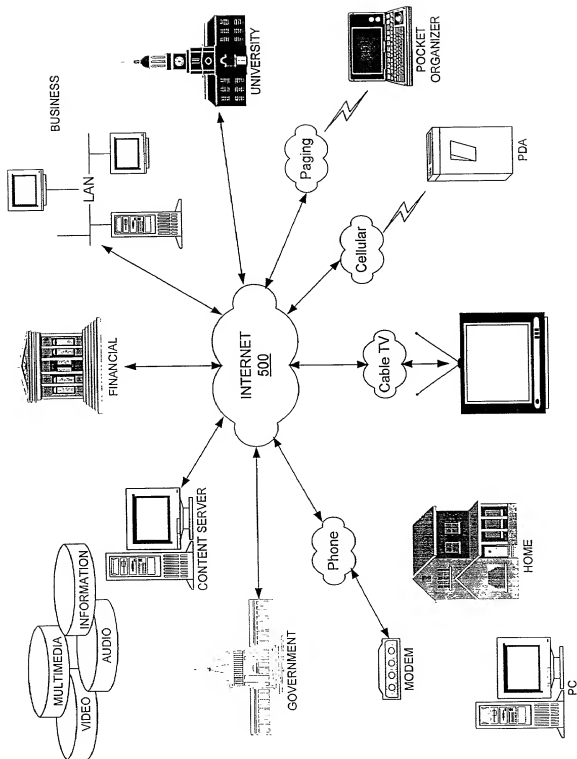 BUSINESS
LAN
UNIVERSITY
POCKET
ORGANIZER
Paging
PDA
Cellular
FINANCIAL
INTERNET
500
Cable TV
CONTENT SERVER
INFORMATION
MULTIMEDIA
AUDIO
VIDEO
GOVERNMENT
Phone
MODEM
HOME
PC